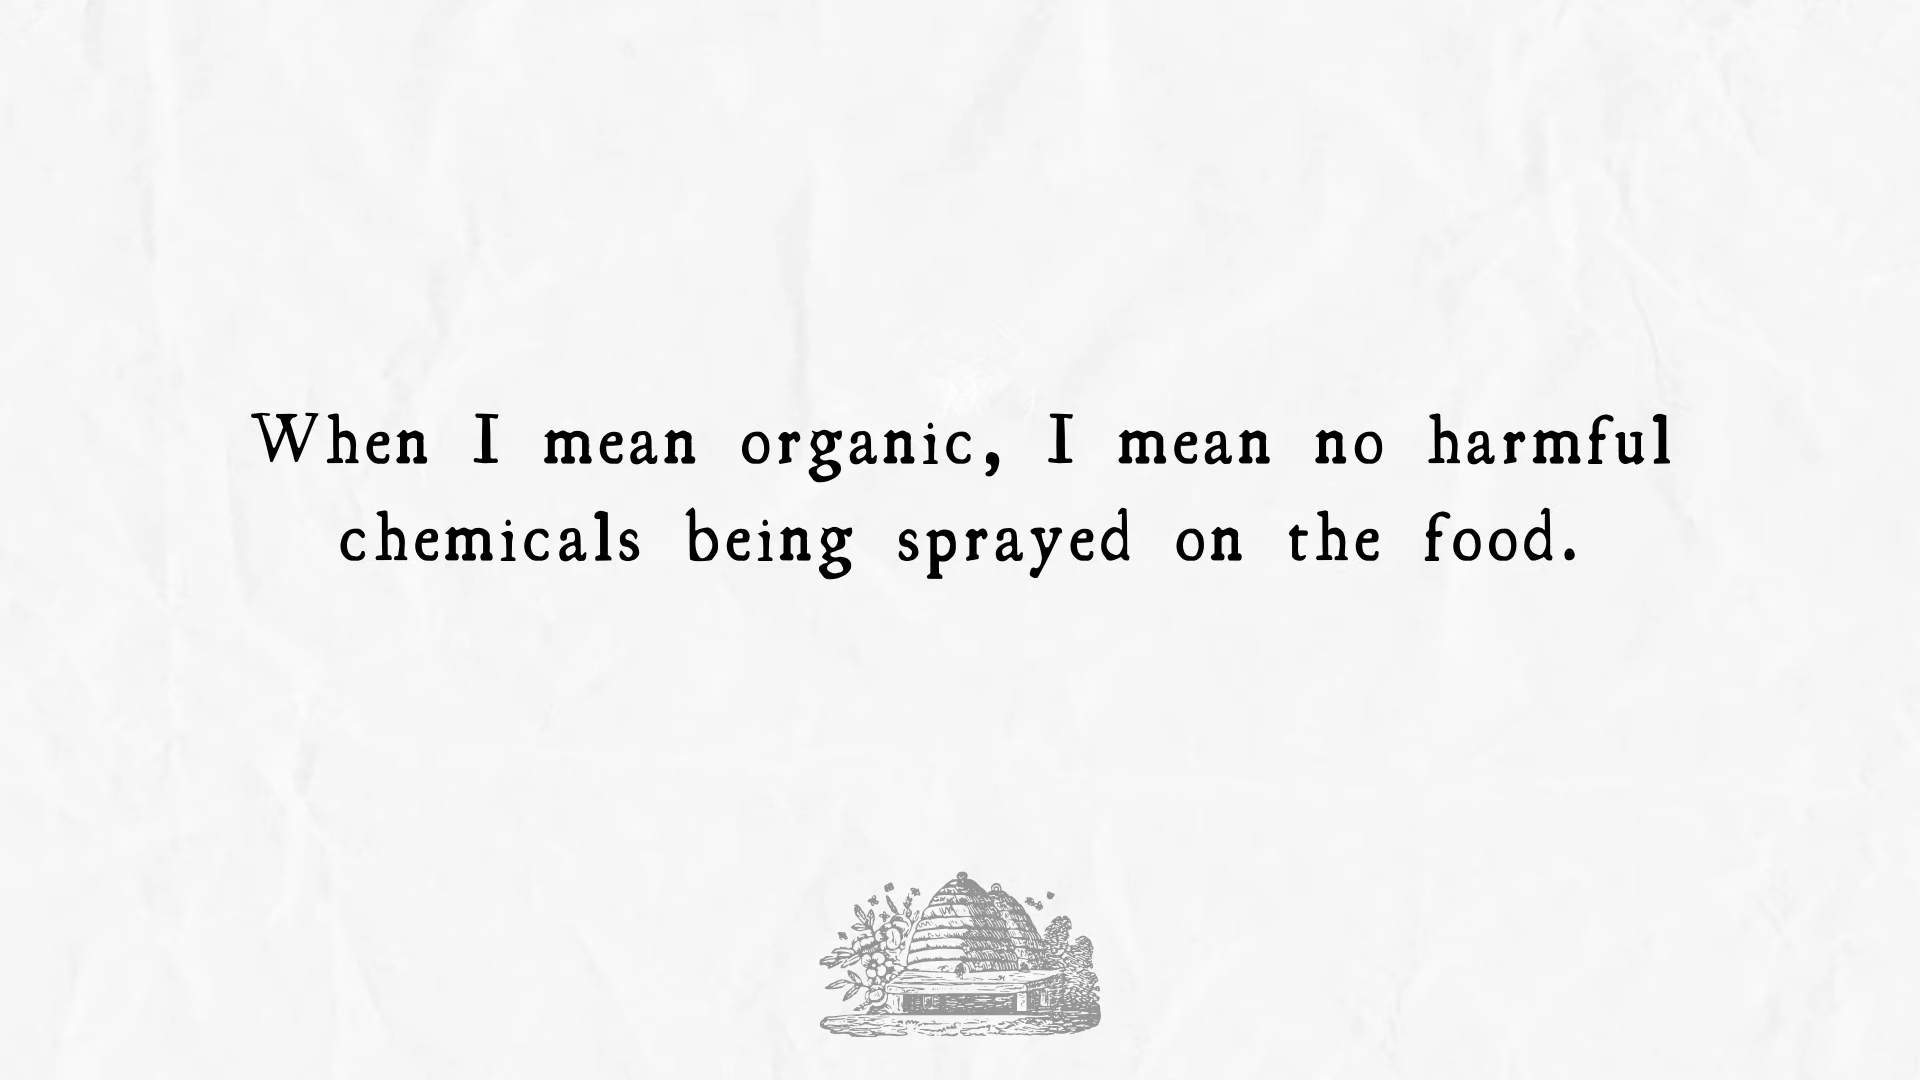 When I mean organic, I mean no harmful
chemicals being sprayed on the food.